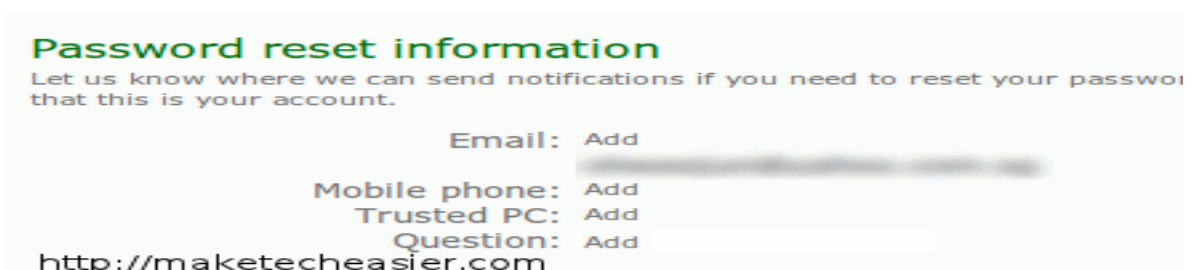 Password reset information
Let us know where we can send notifications if you need to reset your
that this is your account.
Email: Add
Mobile phone: Add
Trusted PC: Add
Question: Add
http://maketecheasier.com